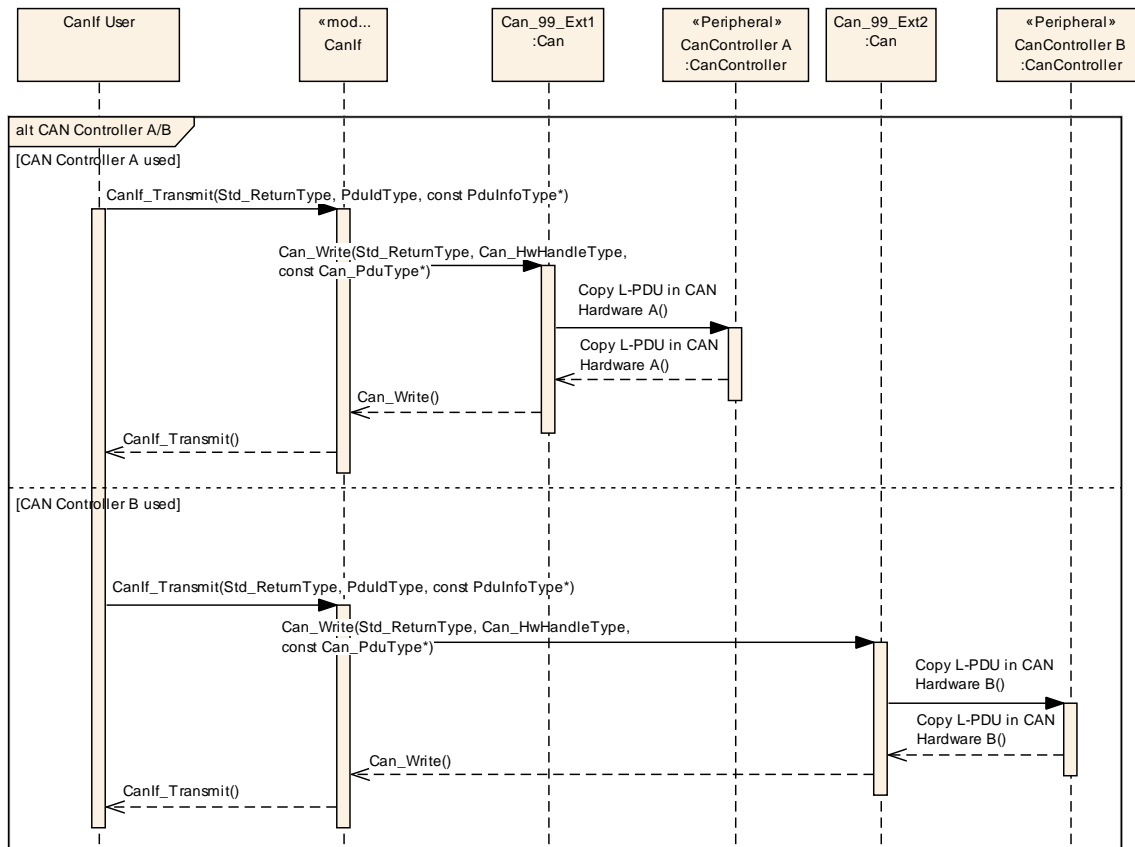 CanIf User
«mod...
CanIf
Can_99_Ext1
:Can
«Peripheral»
CanController A
:CanController
Can_99_Ext2
:Can
«Peripheral»
CanController B
:CanController
alt CAN Controller A/B
[CAN Controller A used]
CanIf_Transmit(Std_ReturnType, PduIdType, const PduInfoType*)
Can_Write(Std_ReturnType, Can_HwHandleType,
const Can_PduType*)
Copy L-PDU in CAN
Hardware A()
Copy L-PDU in CAN
Hardware A()
Can_Write()
CanIf_Transmit()
[CAN Controller B used]
CanIf_Transmit(Std_ReturnType, PduIdType, const PduInfoType*)
Can_Write(Std_ReturnType, Can_HwHandleType,
const Can_PduType*)
Copy L-PDU in CAN
Hardware B()
Copy L-PDU in CAN
Hardware B()
Can_Write()
CanIf_Transmit()